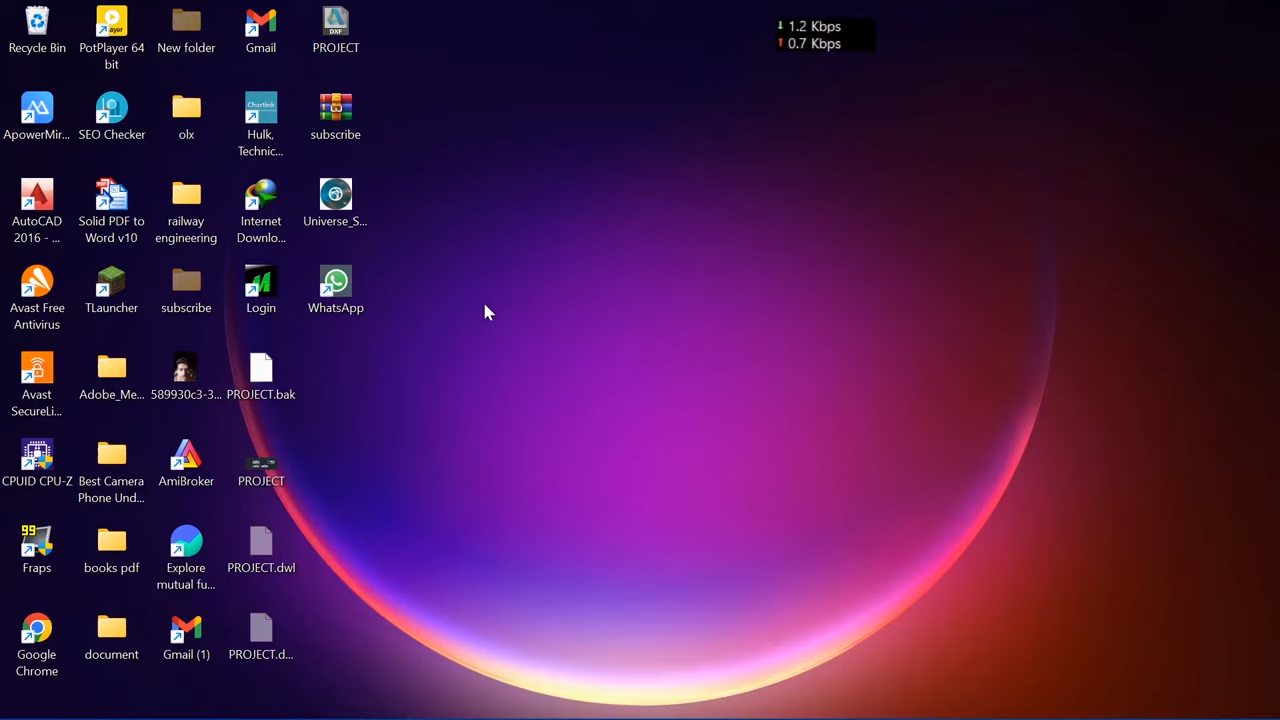 Recycle Bin
PotPlayer 64
bit
New folder
Gmail
DXF
PROJECT
↓ 1.2 Kbps
↑ 0.7 Kbps
ApowerMir...
SEO Checker
olx
Chartink
Hulk,
Technic...
subscribe
AutoCAD
2016 - ...
Solid PDF to
Word v10
railway
engineering
Internet
Downlo...
Universe_S...
Avast Free
Antivirus
TLauncher
subscribe
Login
WhatsApp
Avast
SecureLi...
Adobe_Me...
589930c3-3...
PROJECT.bak
CPUID CPU-Z
Best Camera
Phone Und...
AmiBroker
PROJECT
99
Fraps
books pdf
Explore
mutual fu...
PROJECT.dwl
Google
Chrome
document
Gmail (1)
PROJECT.d...